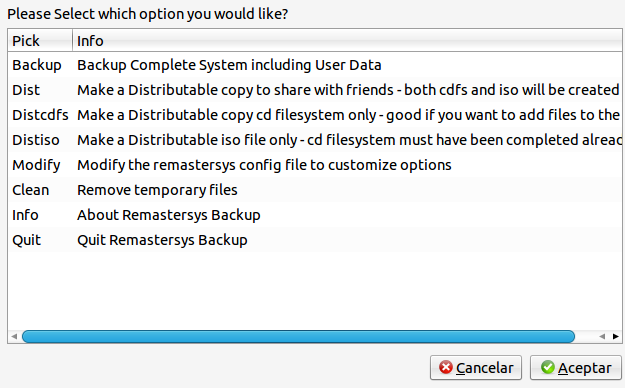 Please Select which option you would like?
Pick Info
Backup Backup Complete System including User Data
Dist Make a Distributable copy to share with friends - both cdfs and iso will be created
Distcdfs Make a Distributable copy cd filesystem only - good if you want to add files to the
Distiso Make a Distributable iso file only - cd filesystem must have been completed alreac
Modify Modify the remastersys config file to customize options
Clean Remove temporary files
Info About Remastersys Backup
Quit Quit Remastersys Backup
Cancelar Aceptar